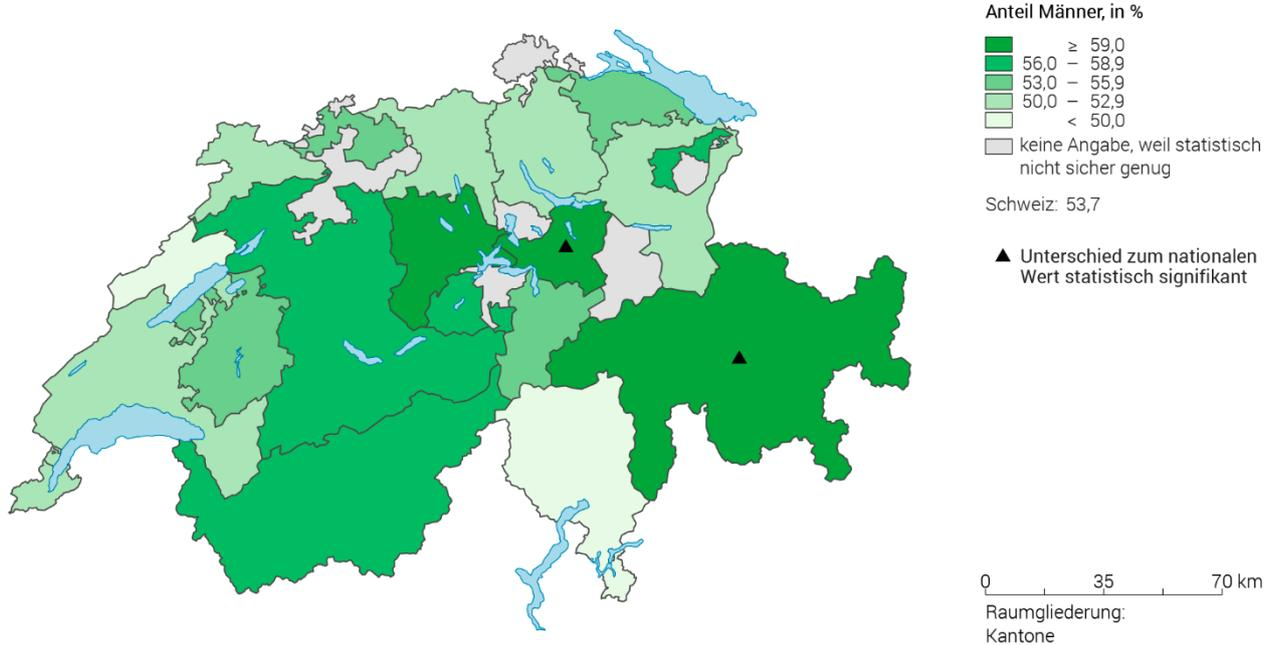 Anteil Männer, in %
≥ 59,0
56,0 – 58,9
53,0 – 55,9
50,0 – 52,9
< 50,0
keine Angabe, weil statistisch
nicht sicher genug
Schweiz: 53,7
Unterschied zum nationalen
Wert statistisch signifikant
0 35 70 km
Raumgliederung:
Kantone